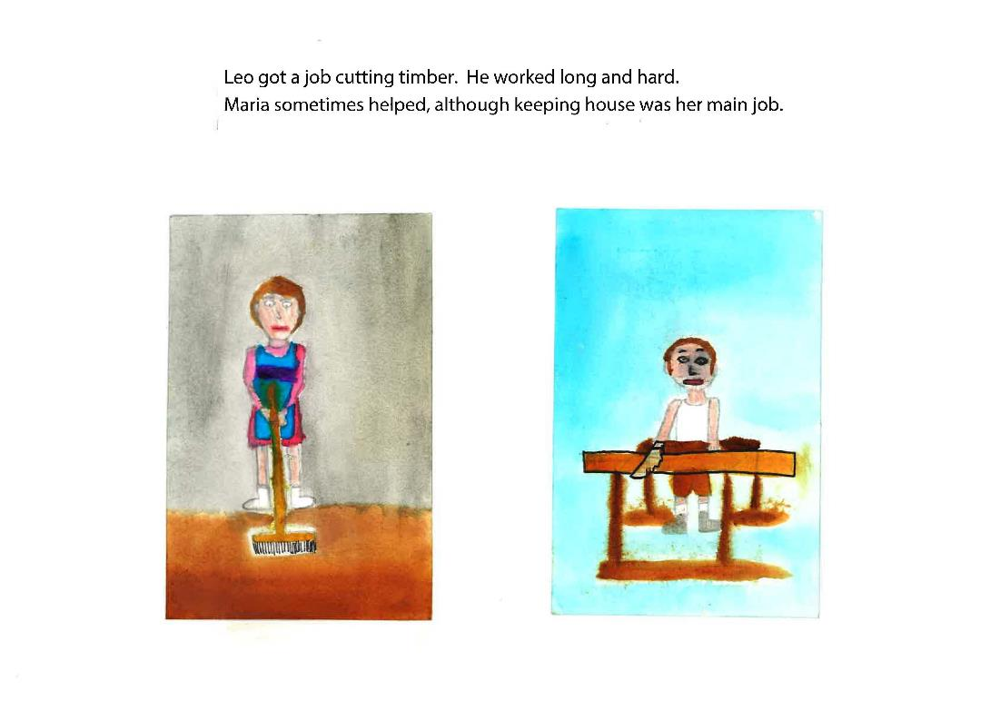 Leo got a job cutting timber.  He worked long and hard.
Maria sometimes helped, although keeping house was her main job.